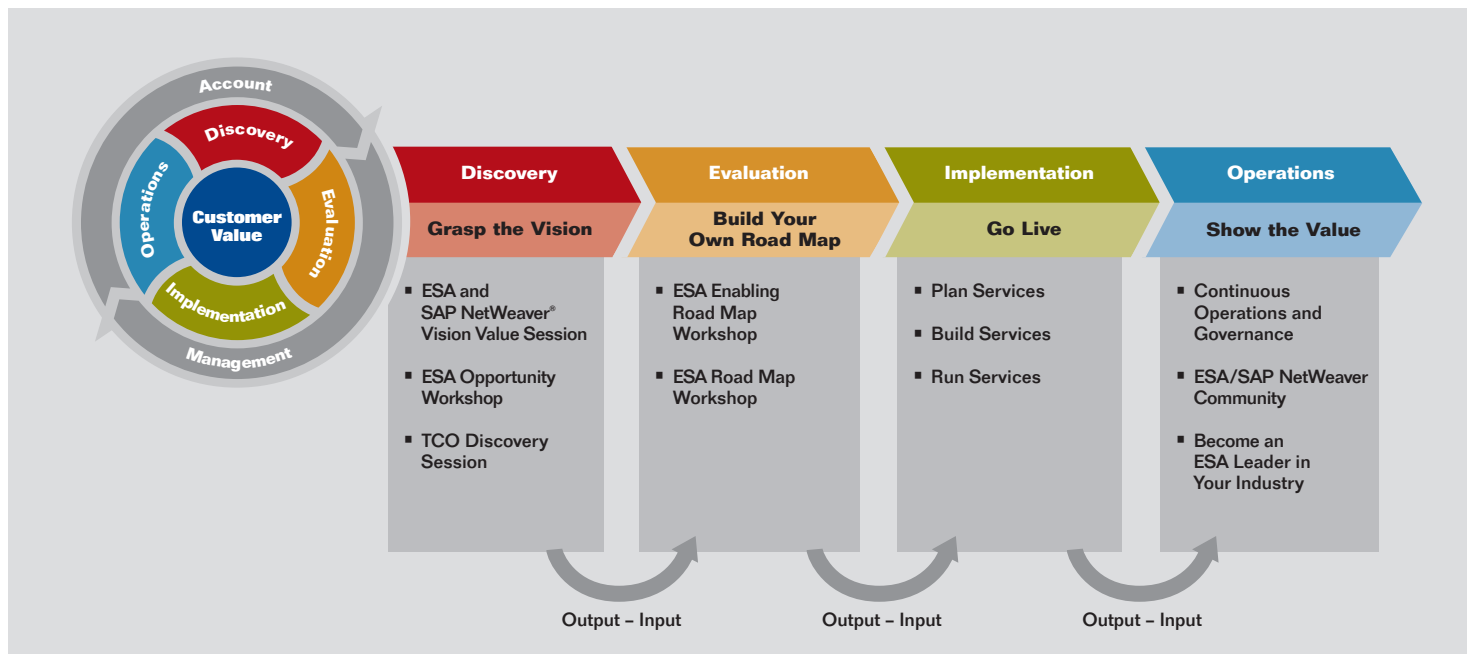 Account
Discovery
Evaluation
Implementation
Operations
Management
Customer
Value
Discovery
Grasp the Vision
▪ ESA and
SAP NetWeaver®
Vision Value Session
▪ ESA Opportunity
Workshop
▪ TCO Discovery
Session
Evaluation
Build Your
Own Road Map
▪ ESA Enabling
Road Map
Workshop
▪ ESA Road Map
Workshop
Implementation
Go Live
▪ Plan Services
▪ Build Services
▪ Run Services
Operations
Show the Value
▪ Continuous
Operations and
Governance
▪ ESA/SAP NetWeaver
Community
▪ Become an
ESA Leader in
Your Industry
Output – Input
Output – Input
Output – Input